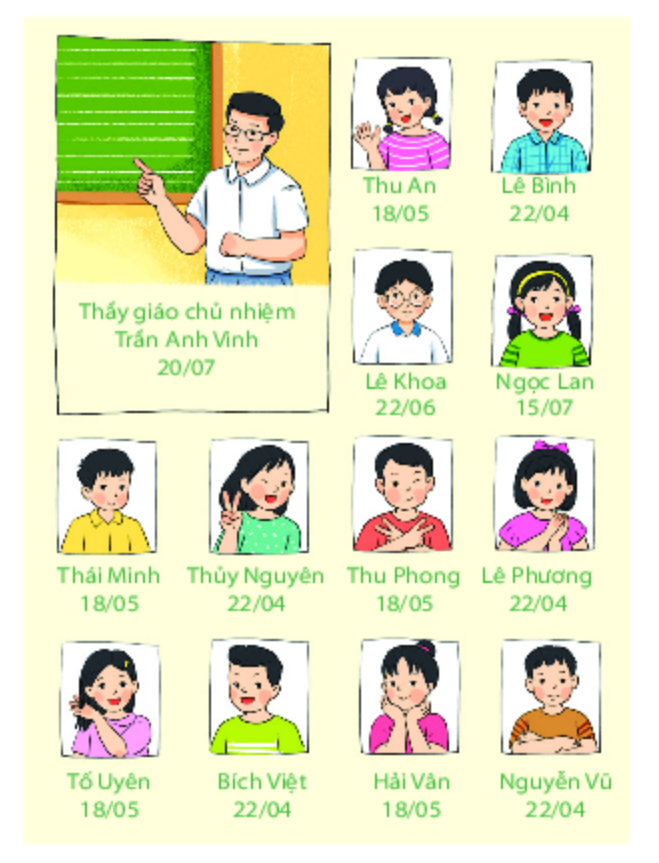 Thầy giáo chủ nhiệm
Trần Anh Vinh
20/07
Thu An
18/05
Lê Bình
22/04
Lê Khoa
22/06
Ngọc Lan
15/07
Thái Minh
18/05
Thủy Nguyên
22/04
Thu Phong
18/05
Lê Phương
22/04
Tố Uyên
18/05
Bích Việt
22/04
Hải Vân
18/05
Nguyễn Vũ
22/04